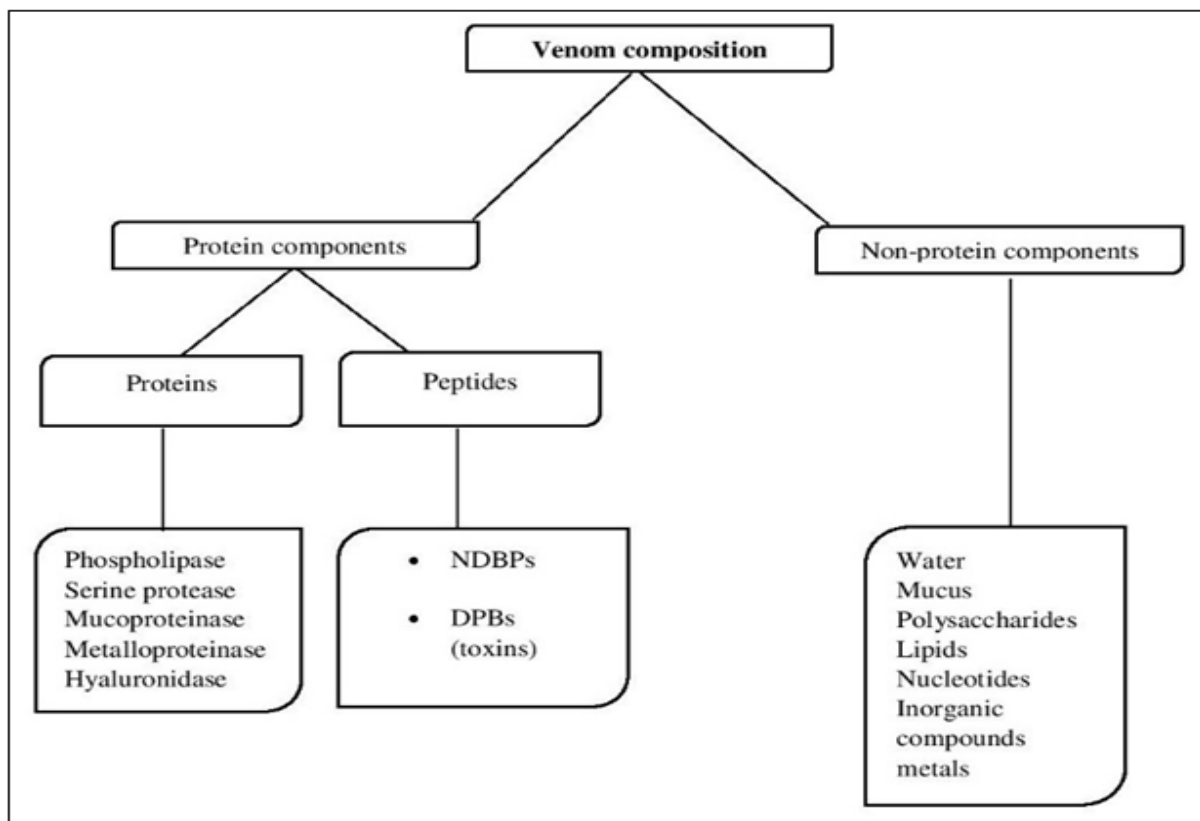 Venom composition
Protein components
Non-protein components
Proteins
Peptides
Phospholipase
Serine protease
Mucoproteinase
Metalloproteinase
Hyaluronidase
• NDBPs
• DPBs
(toxins)
Water
Mucus
Polysaccharides
Lipids
Nucleotides
Inorganic
compounds
metals